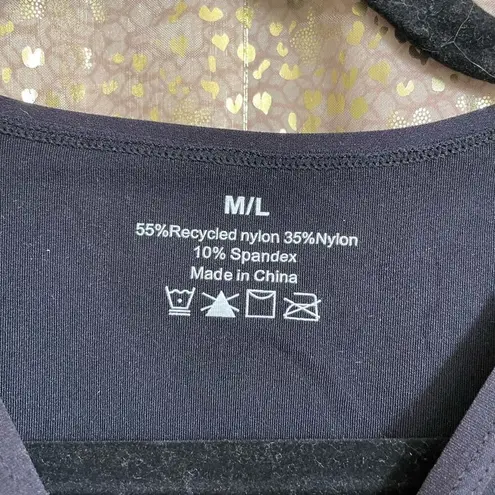 M/L
55%Recycled nylon 35%Nylon
10% Spandex
Made in China